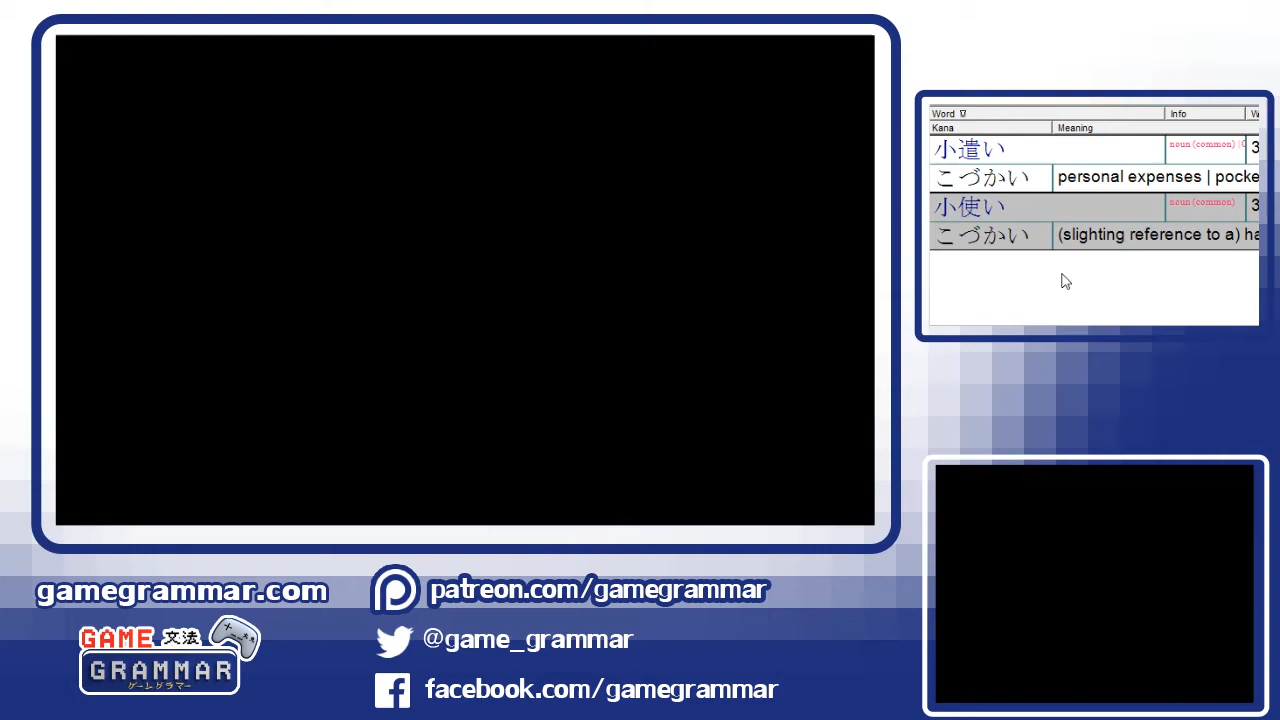 Word ∇ Info W
Kana Meaning
小遣い noun (common) | 3
こづかい personal expenses | pocke
小使い noun (common) 3
こづかい (slighting reference to a) ha
gamegrammar.com
GAME 文法
GRAMMAR
ゲームグラマー
patreon.com/gamegrammar
@game_grammar
facebook.com/gamegrammar